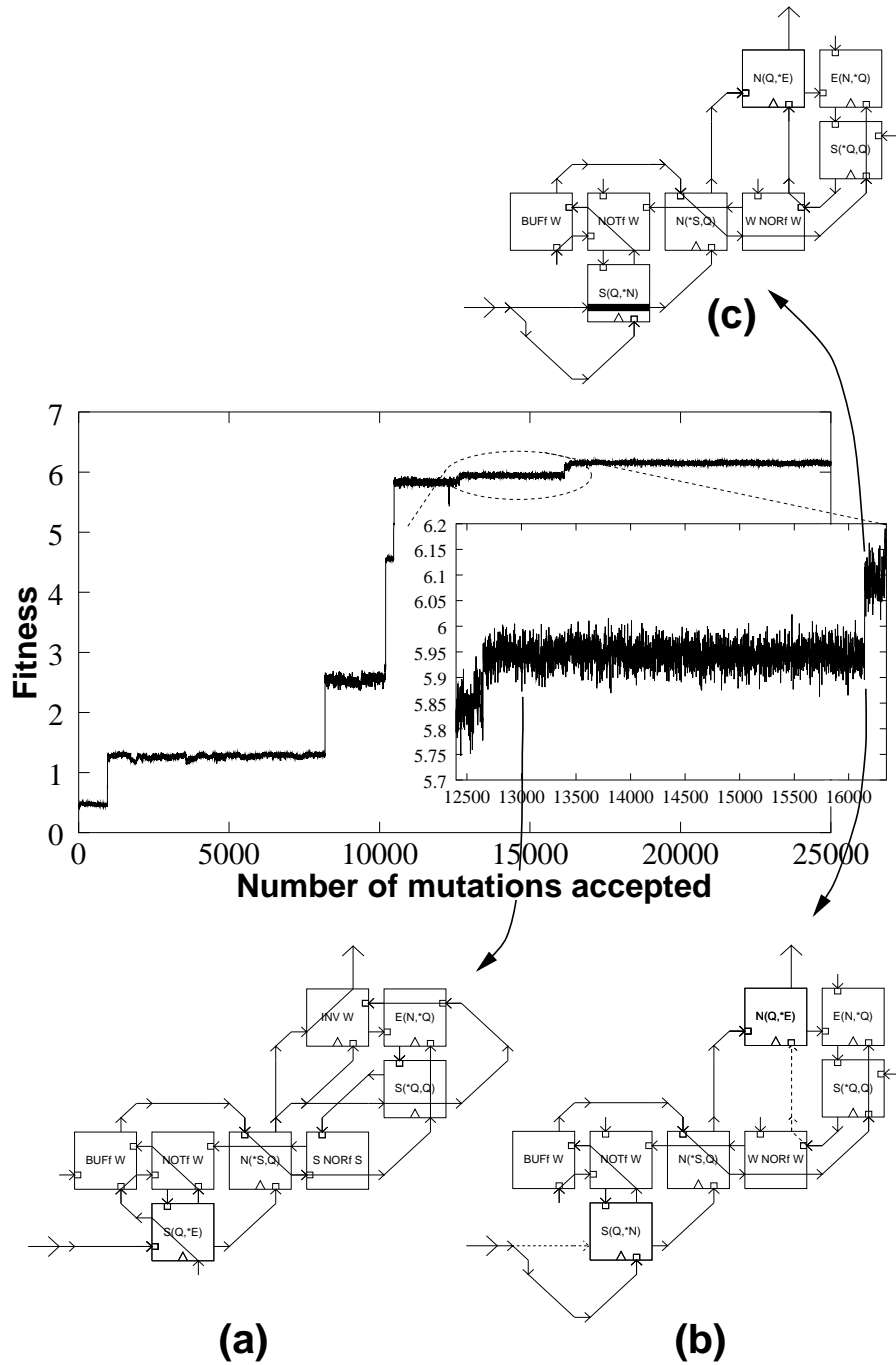 N(Q,*E) E(N,*Q)
S(*Q,Q)
BUFf W NOTf W N(*S,Q) W NORf W
S(Q,*N)
(c)
7
6
5
4
3
2
1
0
Fitness
6.2
6.15
6.1
6.05
6
5.95
5.9
5.85
5.8
5.75
5.7
12500 13000 13500 14000 14500 15000 15500 16000
0 5000 10000 15000 20000 25000
Number of mutations accepted
INV W E(N,*Q)
S(*Q,Q)
BUFf W NOTf W N(*S,Q) S NORf S
S(Q,*E)
(a)
N(Q,*E) E(N,*Q)
S(*Q,Q)
BUFf W NOTf W N(*S,Q) W NORf W
S(Q,*N)
(b)